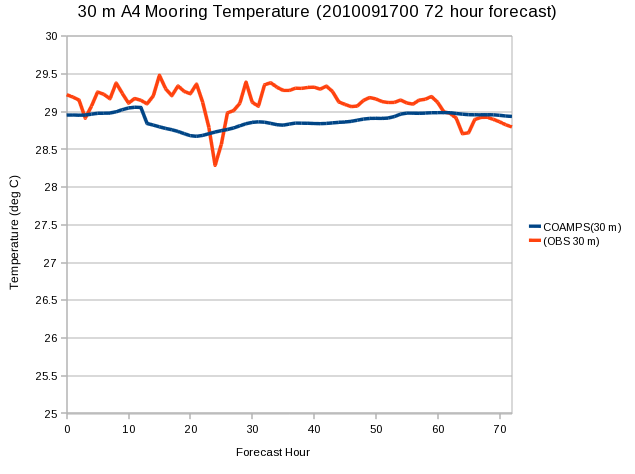 30 m A4 Mooring Temperature (2010091700 72 hour forecast)
30
29.5
29
28.5
28
27.5
27
26.5
26
25.5
25
Temperature (deg C)
0 10 20 30 40 50 60 70
Forecast Hour
COAMPS(30 m)
(OBS 30 m)